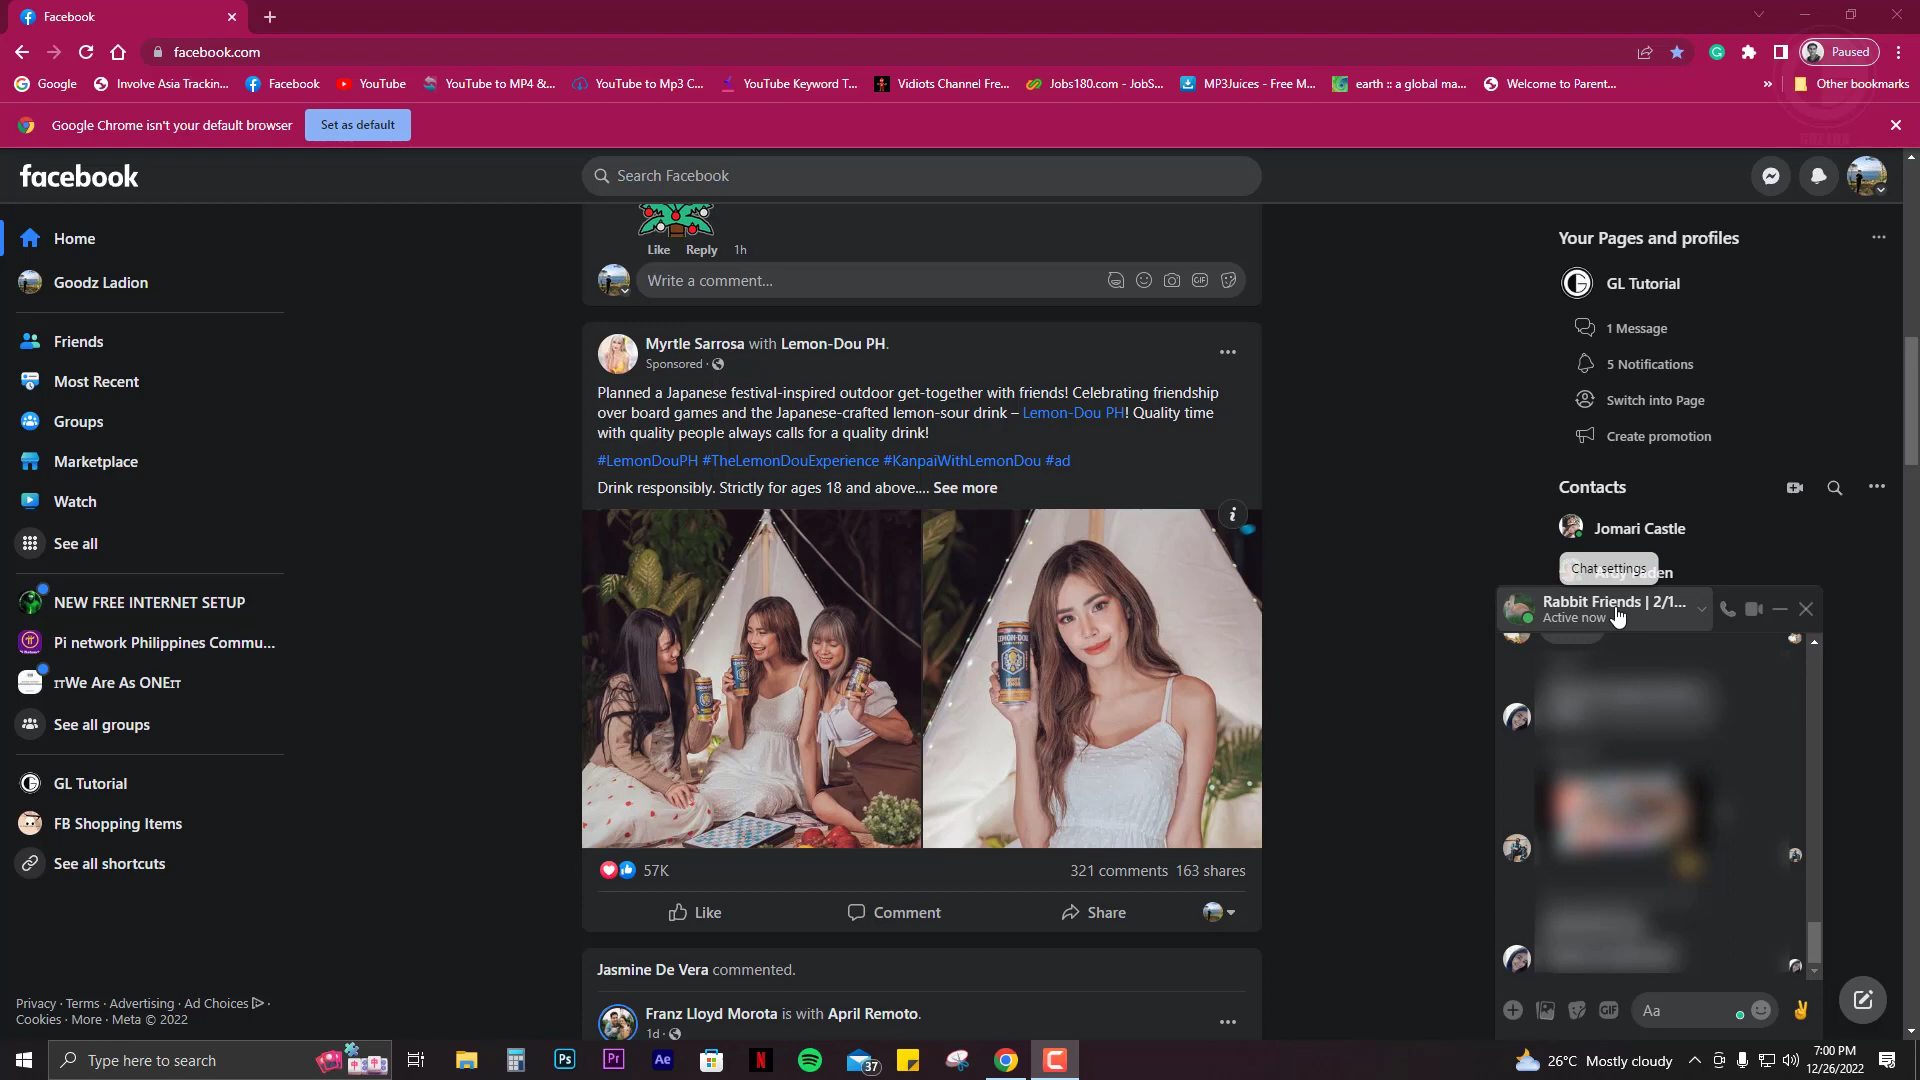 Facebook
facebook.com
Paused
Google
Involve Asia Trackin...
Facebook
YouTube
YouTube to MP4 &...
YouTube to Mp3 C...
YouTube Keyword T...
Vidiots Channel Fre...
Jobs180.com - JobS...
MP3Juices - Free M...
earth :: a global ma...
Welcome to Parent...
»
Other bookmarks
Google Chrome isn't your default browser
Set as default
facebook
Search Facebook
Home
Goodz Ladion
Friends
Most Recent
Groups
Marketplace
Watch
See all
NEW FREE INTERNET SETUP
Pi network Philippines Commu...
ɪᴛWe Are As ONEɪᴛ
See all groups
GL Tutorial
FB Shopping Items
See all shortcuts
Privacy · Terms · Advertising · Ad Choices ·
Cookies · More · Meta © 2022
Like Reply 1h
Write a comment...
GIF
Myrtle Sarrosa with Lemon-Dou PH.
Sponsored ·
Planned a Japanese festival-inspired outdoor get-together with friends! Celebrating friendship
over board games and the Japanese-crafted lemon-sour drink – Lemon-Dou PH! Quality time
with quality people always calls for a quality drink!
#LemonDouPH #TheLemonDouExperience #KanpaiWithLemonDou #ad
Drink responsibly. Strictly for ages 18 and above.... See more
LEMON-DOU
57K
321 comments 163 shares
Like
Comment
Share
Jasmine De Vera commented.
Franz Lloyd Morota is with April Remoto.
1d ·
Your Pages and profiles
GL Tutorial
1 Message
5 Notifications
Switch into Page
Create promotion
Contacts
Jomari Castle
Chat settings
Rabbit Friends | 2/1...
Active now
GIF
Aa
Type here to search
Ps
Pr
Ae
N
37
26°C Mostly cloudy
7:00 PM
12/26/2022